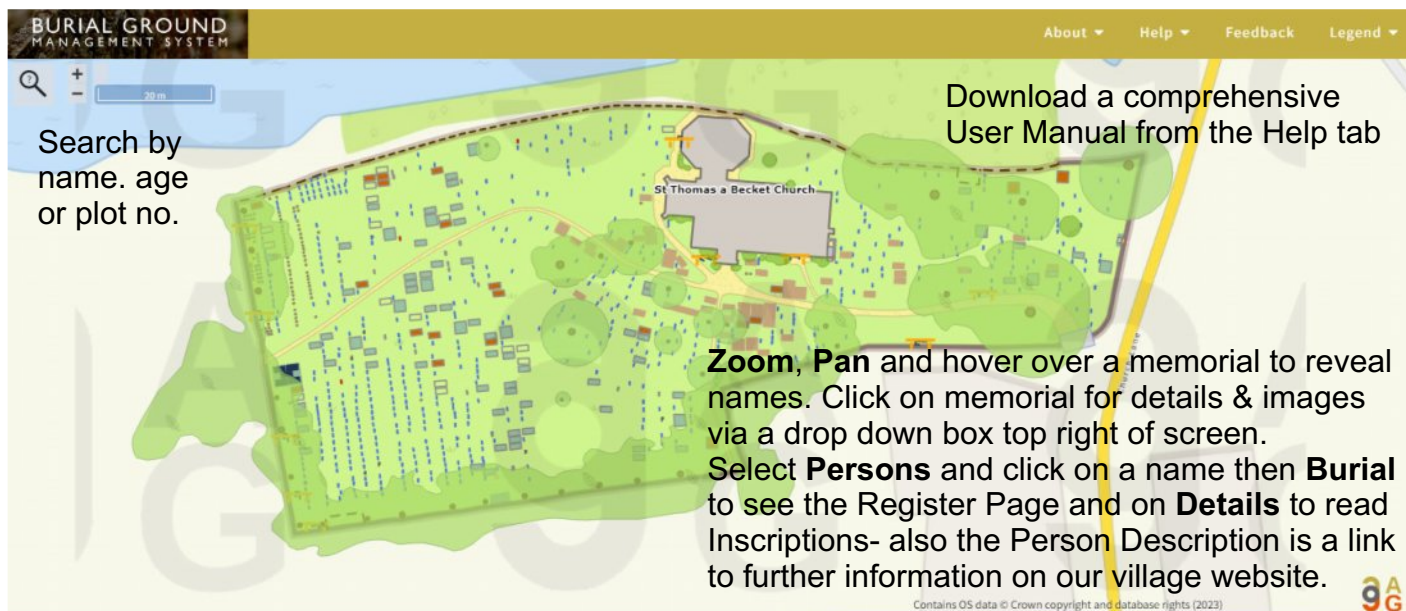 BURIAL GROUND
MANAGEMENT SYSTEM
About
Help
Feedback
Legend
20 m
Search by
name. age
or plot no.
Download a comprehensive
User Manual from the Help tab
St Thomas a Becket Church
Zoom, Pan and hover over a memorial to reveal
names. Click on memorial for details & images
via a drop down box top right of screen.
Select Persons and click on a name then Burial
to see the Register Page and on Details to read
Inscriptions- also the Person Description is a link
to further information on our village website.
Contains OS data © Crown copyright and database rights (2023)
AG